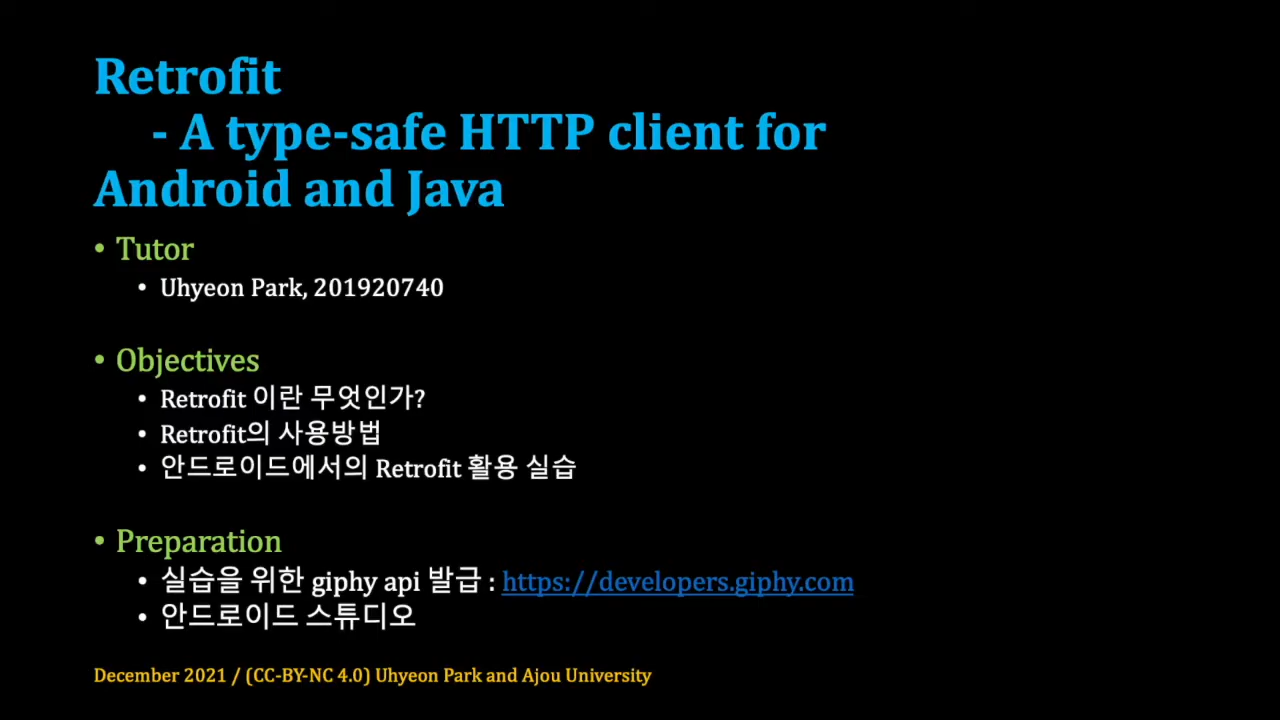 Retrofit
- A type-safe HTTP client for
Android and Java
• Tutor
• Uhyeon Park, 201920740
• Objectives
• Retrofit 이란 무엇인가?
• Retrofit의 사용방법
• 안드로이드에서의 Retrofit 활용 실습
• Preparation
• 실습을 위한 giphy api 발급 : https://developers.giphy.com
• 안드로이드 스튜디오
December 2021 / (CC-BY-NC 4.0) Uhyeon Park and Ajou University